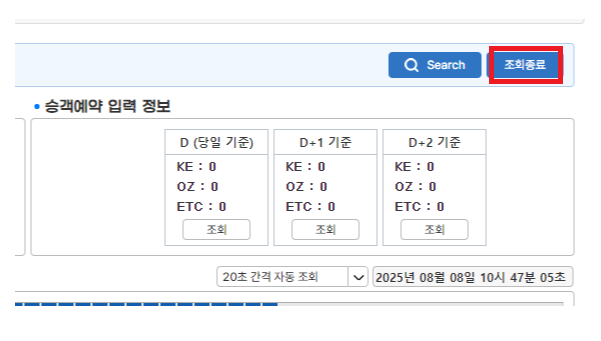 Search 조회종료
• 승객예약 입력 정보
D (당일 기준) D+1 기준 D+2 기준
KE : 0 KE : 0 KE : 0
OZ : 0 OZ : 0 OZ : 0
ETC : 0 ETC : 0 ETC : 0
조회 조회 조회
20초 간격 자동 조회 2025년 08월 08일 10시 47분 05초